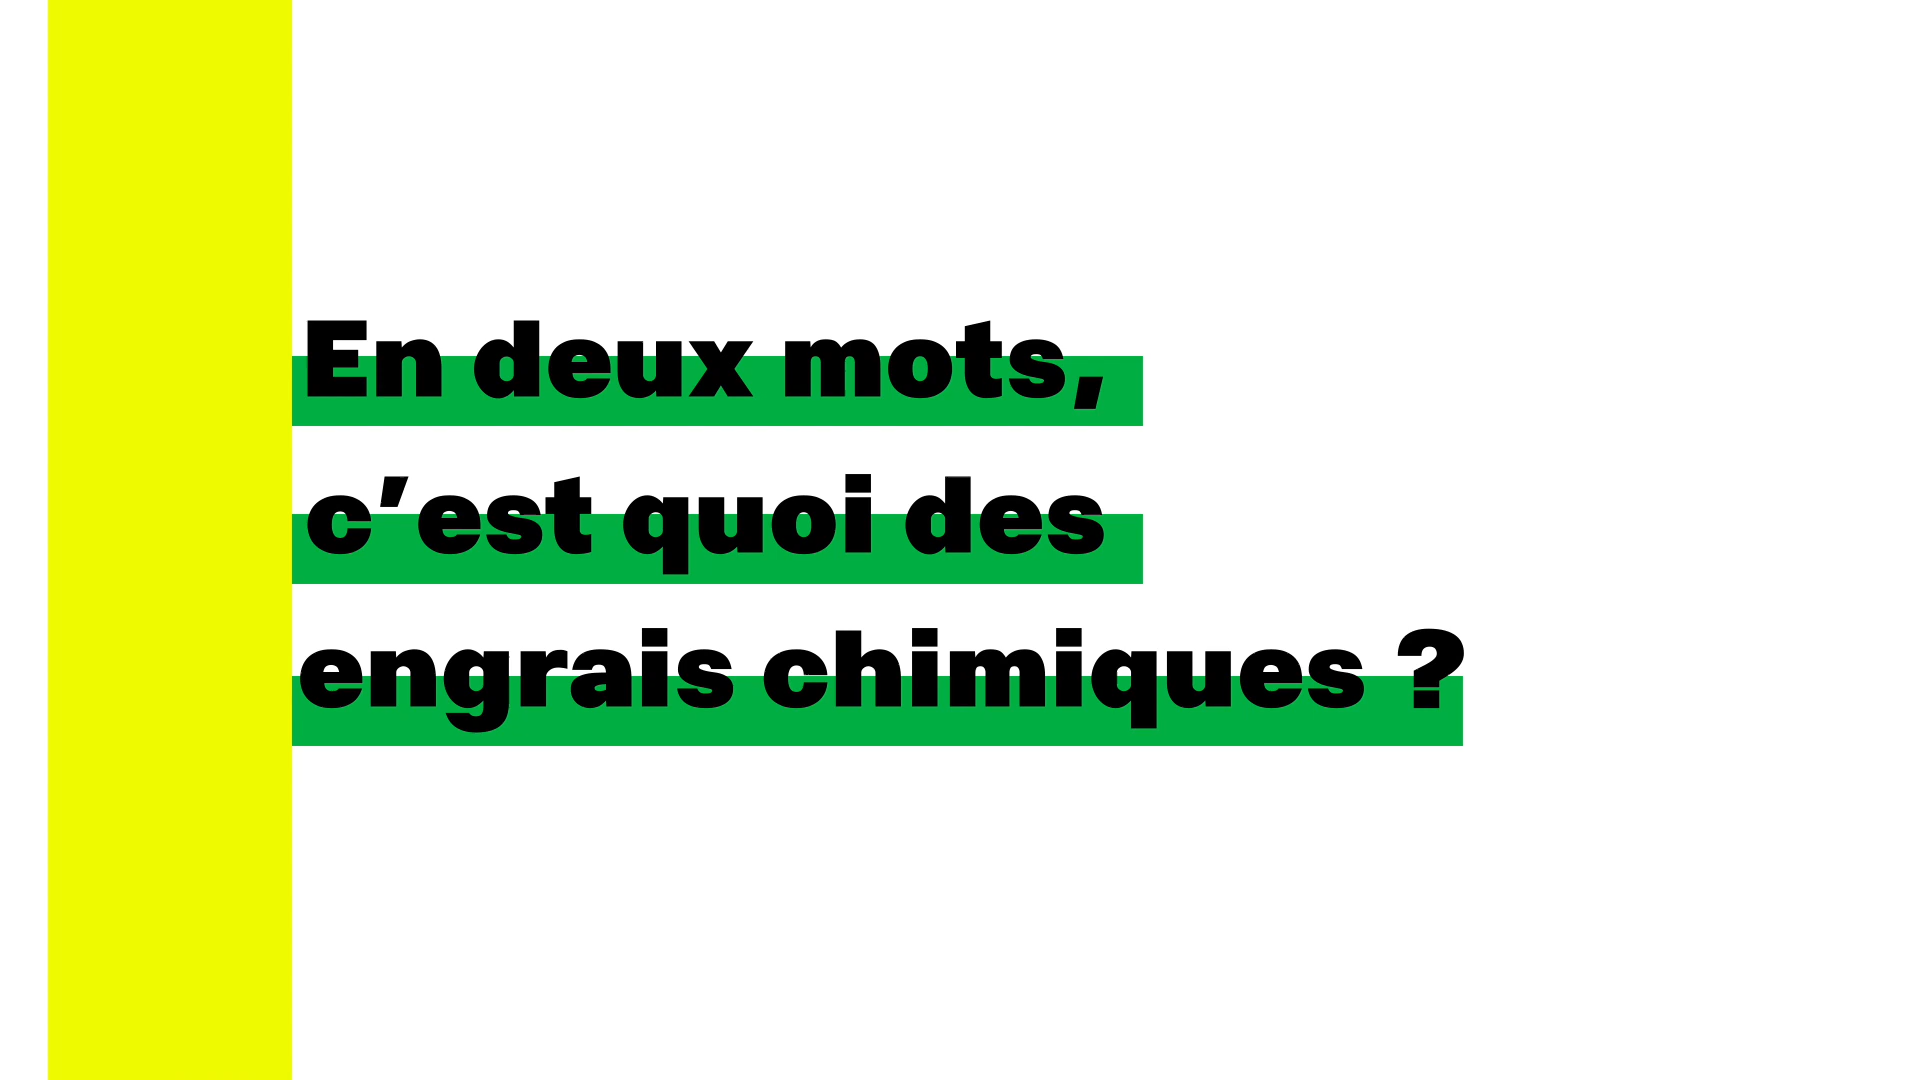 En deux mots,
c’est quoi des
engrais chimiques ?